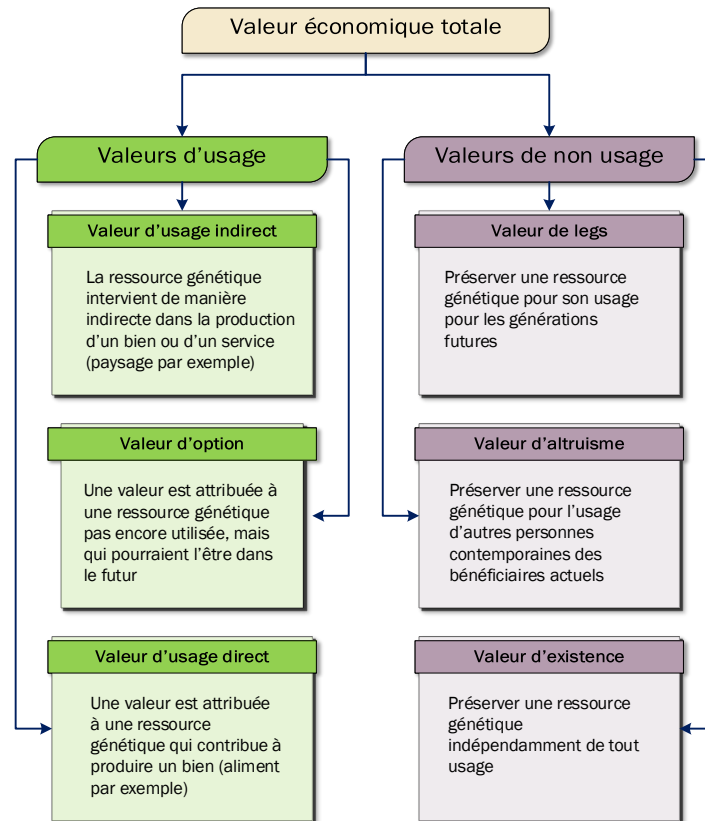 Valeur économique totale
Valeurs d'usage
Valeur d'usage indirect
La ressource génétique
intervient de manière
indirecte dans la production
d'un bien ou d'un service
(paysage par exemple)
Valeur d'option
Une valeur est attribuée à
une ressource génétique
pas encore utilisée, mais
qui pourraient l'être dans
le futur
Valeur d'usage direct
Une valeur est attribuée
à une ressource
génétique qui contribue à
produire un bien (aliment
par exemple)
Valeurs de non usage
Valeur de legs
Préserver une ressource
génétique pour son usage
pour les générations
futures
Valeur d'altruisme
Préserver une ressource
génétique pour l'usage
d'autres personnes
contemporaines des
bénéficiaires actuels
Valeur d'existence
Préserver une ressource
génétique
indépendamment de tout
usage